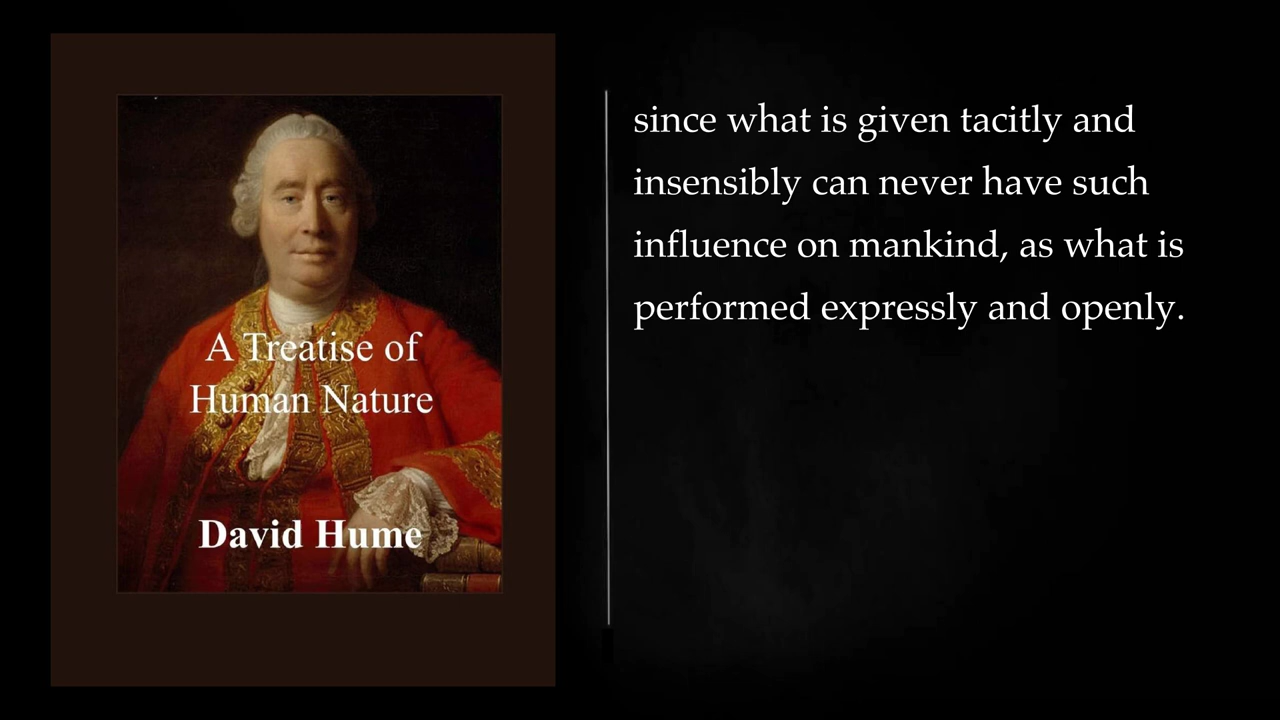 A Treatise of
Human Nature
David Hume
since what is given tacitly and
insensibly can never have such
influence on mankind, as what is
performed expressly and openly.